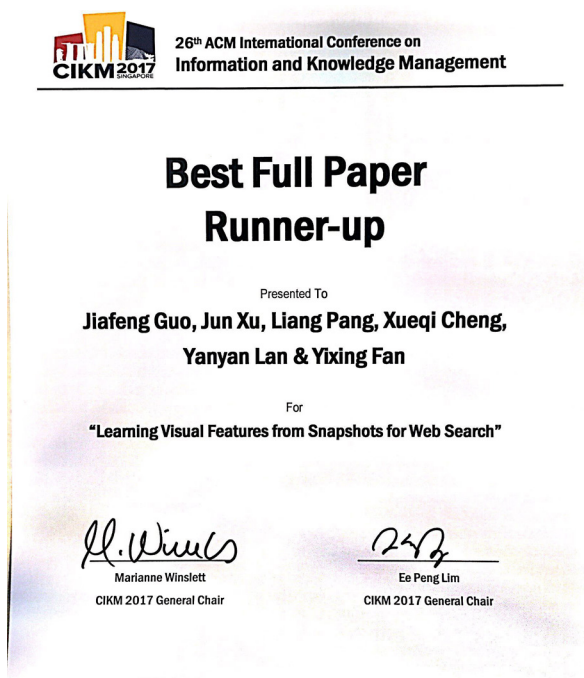 CIKM 2017
SINGAPORE
26th ACM International Conference on
Information and Knowledge Management
Best Full Paper
Runner-up
Presented To
Jiafeng Guo, Jun Xu, Liang Pang, Xueqi Cheng,
Yanyan Lan & Yixing Fan
For
“Learning Visual Features from Snapshots for Web Search”
Marianne Winslett
Ee Peng Lim
CIKM 2017 General Chair
CIKM 2017 General Chair